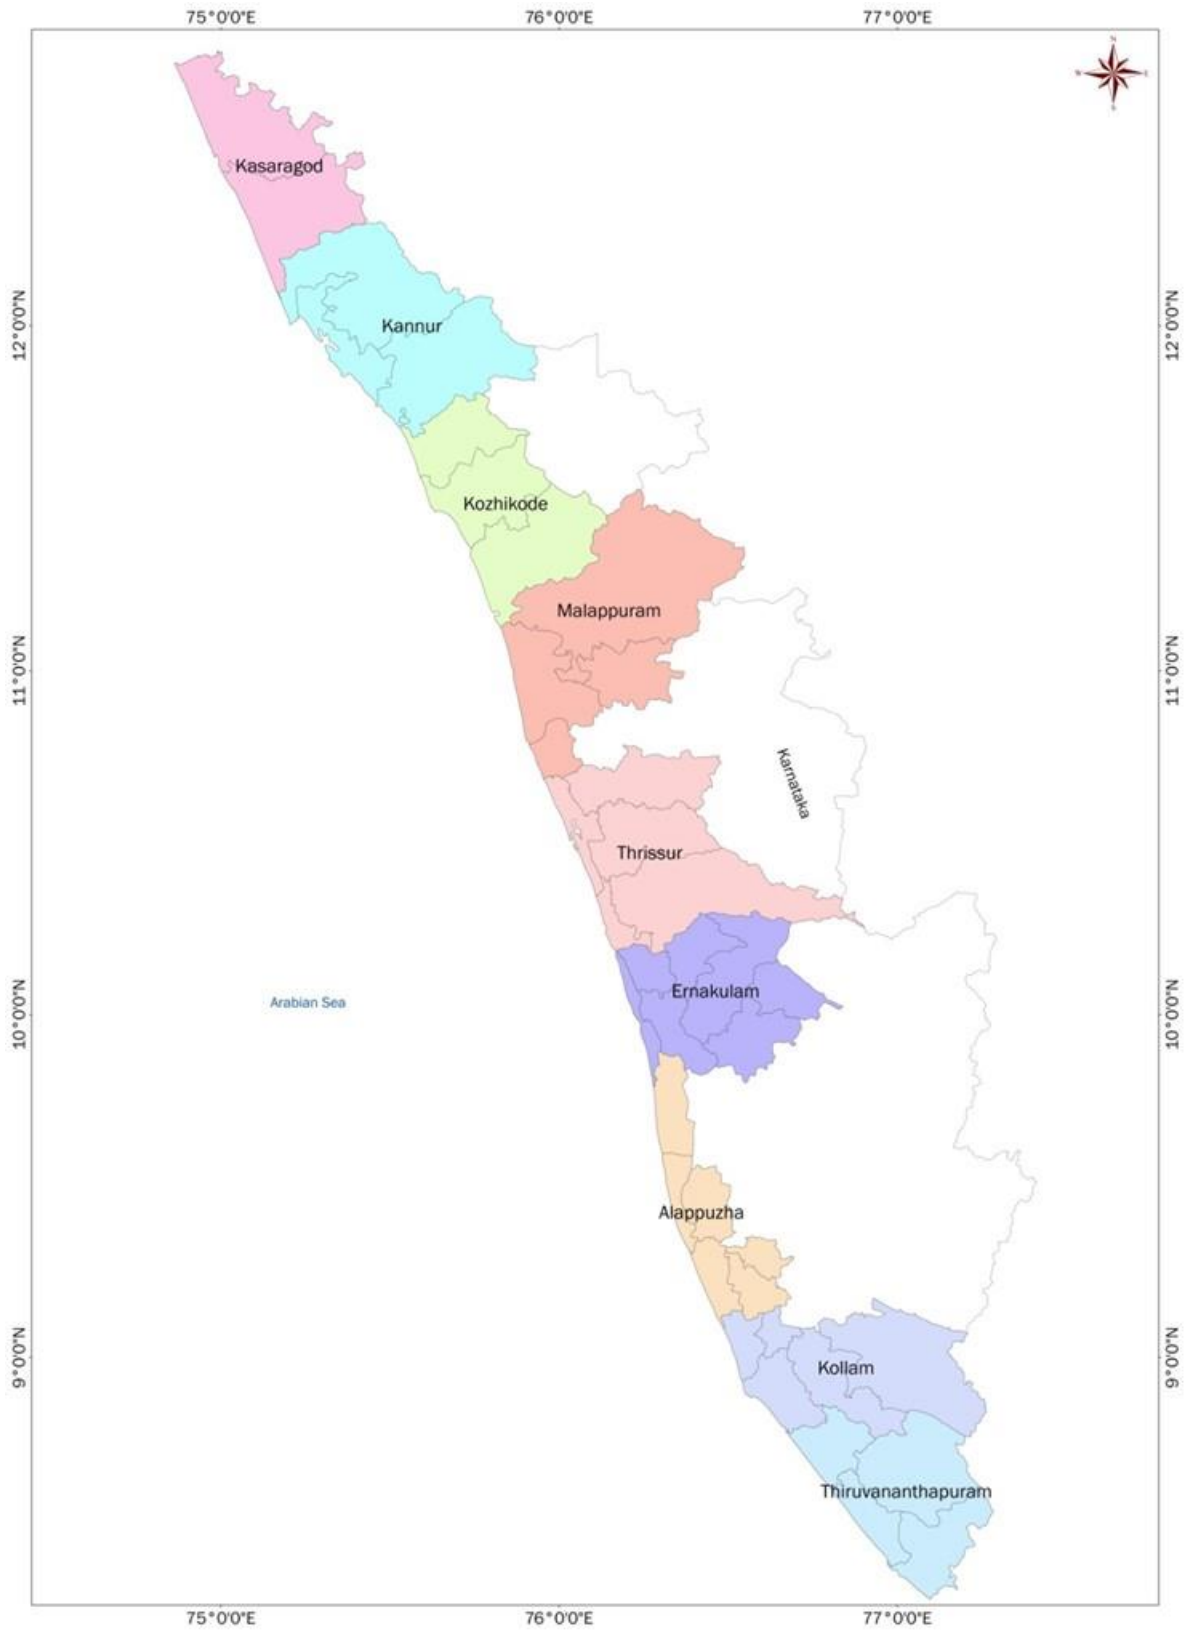 75°0'0"E 76°0'0"E 77°0'0"E
N
W E
S
Kasaragod
12°0'0"N 12°0'0"N
Kannur
Kozhikode
Malappuram
11°0'0"N 11°0'0"N
Karnataka
Thrissur
Ernakulam
Arabian Sea
10°0'0"N 10°0'0"N
Alappuzha
9°0'0"N 9°0'0"N
Kollam
Thiruvananthapuram
75°0'0"E 76°0'0"E 77°0'0"E